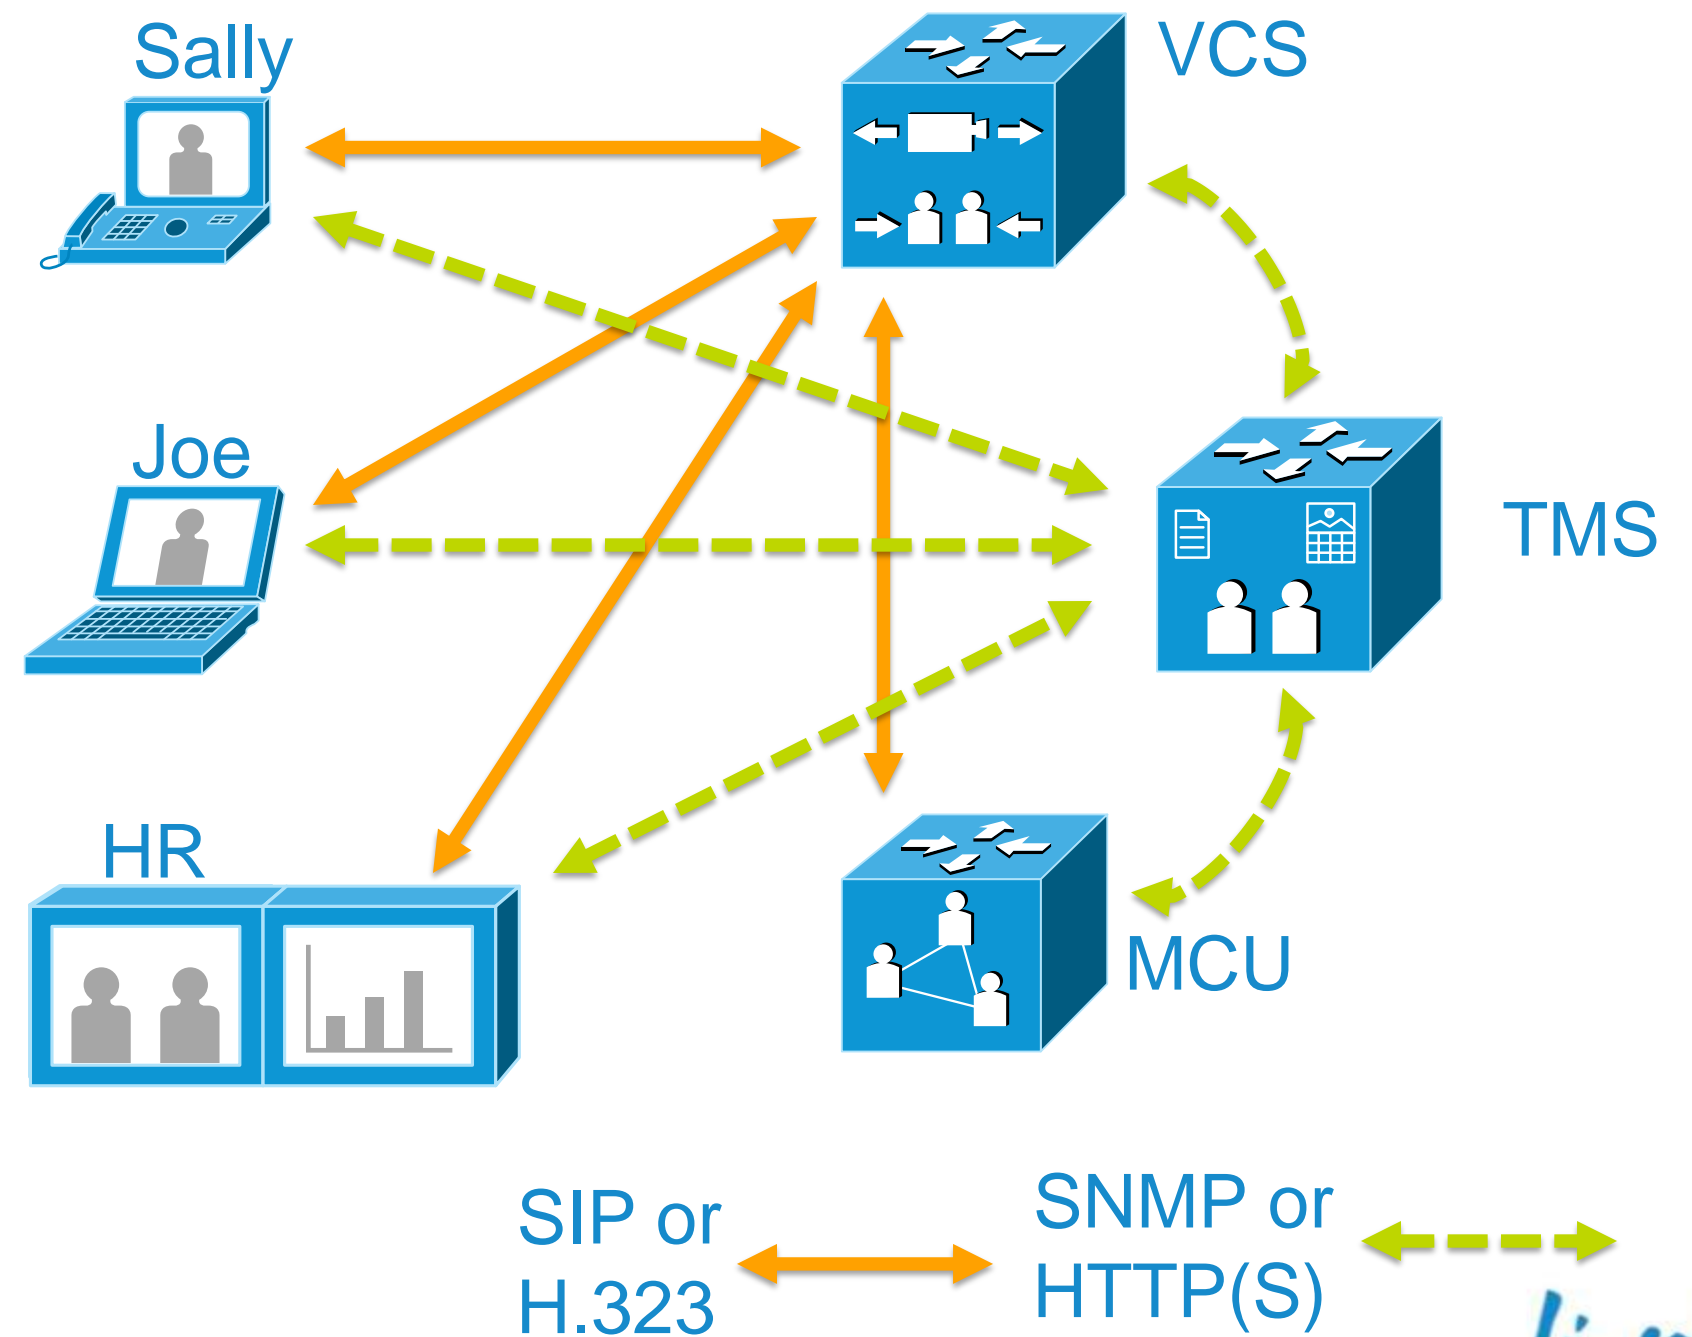 Sally
VCS
Joe
TMS
HR
MCU
SIP or
H.323
SNMP or
HTTP(S)